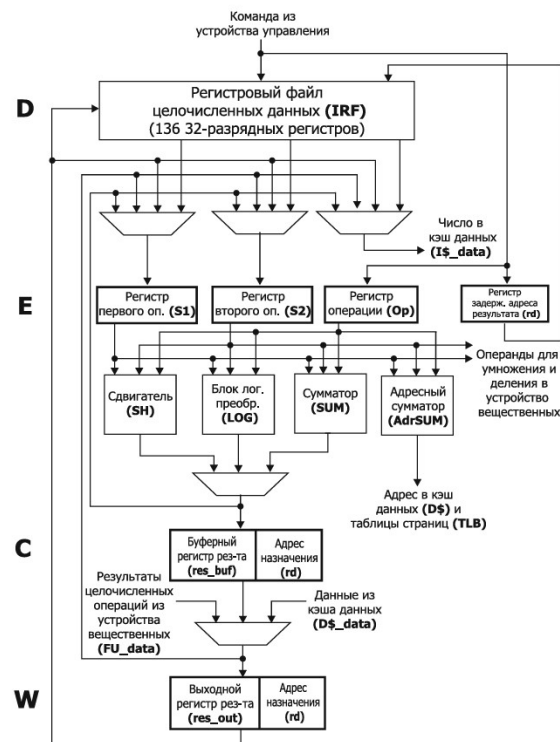 Команда из
устройства управления
D
Регистровый файл
целочисленных данных (IRF)
(136 32-разрядных регистров)
Число в
кэш данных
(I$_data)
E
Регистр
первого оп. (S1)
Регистр
второго оп. (S2)
Регистр
операции (Op)
Регистр
задерж. адреса
результата (rd)
Операнды для
умножения и
деления в
устройство
вещественных
Сдвигатель
(SH)
Блок лог.
преобр.
(LOG)
Сумматор
(SUM)
Адресный
сумматор
(AdrSUM)
Адрес в кэш
данных (D$) и
таблицы страниц (TLB)
C
Буферный
регистр рез-та
(res_buf)
Адрес
назначения
(rd)
Результаты
целочисленных
операций из
устройства
вещественных
(FU_data)
Данные из
кэша данных
(D$_data)
W
Выходной
регистр рез-та
(res_out)
Адрес
назначения
(rd)